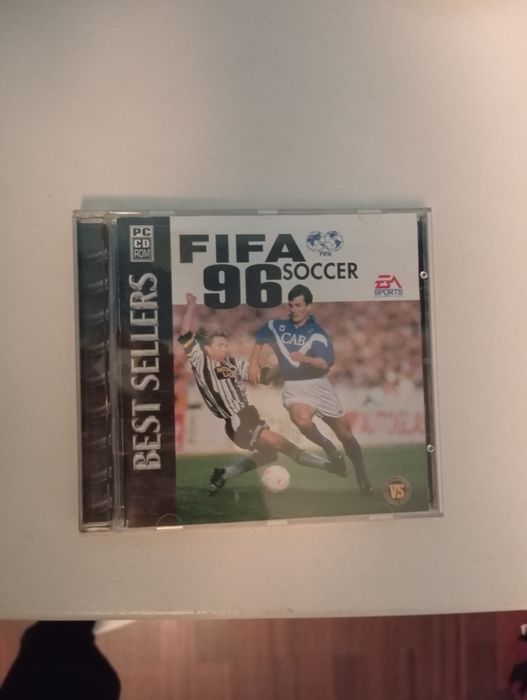 PC
CD
ROM
BEST SELLERS
FIFA
96 SOCCER
FIFA
EA
SPORTS
CAB
VS